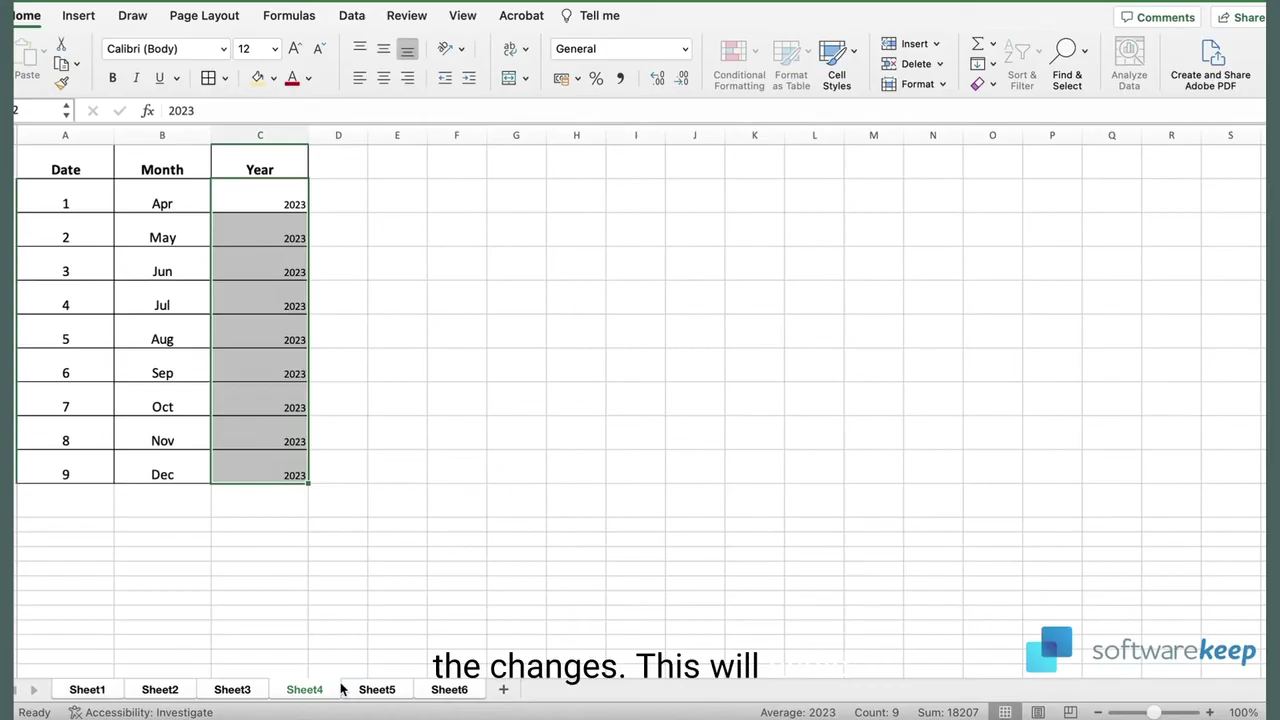 ome Insert Draw Page Layout Formulas Data Review View Acrobat Tell me Comments Share
Paste Calibri (Body) 12 A A General Insert
B I U A % Delete
Conditional Formatting Format as Table Cell Styles Format Sort & Filter Find & Select Analyze Data Create and Share Adobe PDF
2 fx 2023
A B C D E F G H I J K L M N O P Q R S
Date Month Year
1 Apr 2023
2 May 2023
3 Jun 2023
4 Jul 2023
5 Aug 2023
6 Sep 2023
7 Oct 2023
8 Nov 2023
9 Dec 2023
softwarekeep
the changes. This will
Sheet1 Sheet2 Sheet3 Sheet4 Sheet5 Sheet6 +
Ready Accessibility: Investigate Average: 2023 Count: 9 Sum: 18207 − + 100%